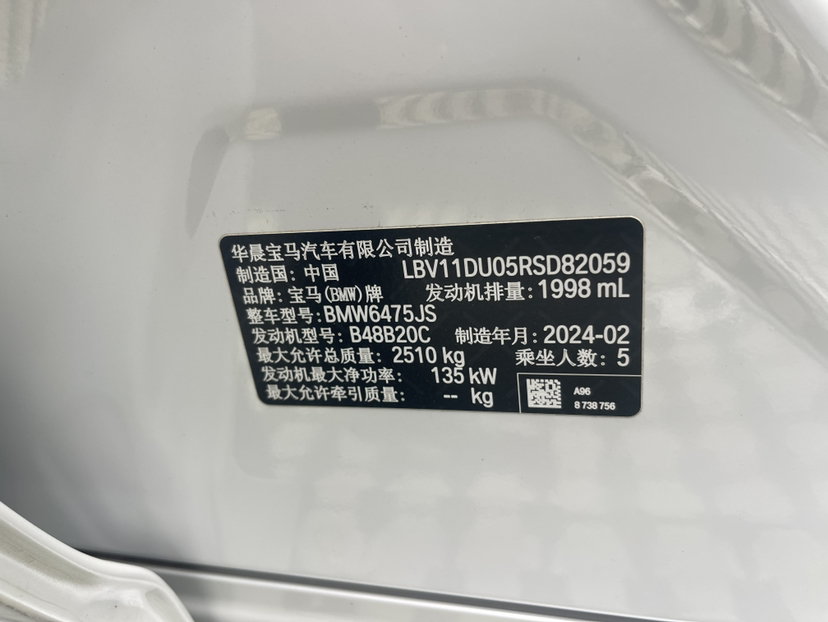 华晨宝马汽车有限公司制造
制造国: 中国 LBV11DU05RSD82059
品牌: 宝马(BMW)牌 发动机排量: 1998 mL
整车型号: BMW6475JS
发动机型号: B48B20C 制造年月: 2024-02
最大允许总质量: 2510 kg 乘坐人数: 5
发动机最大净功率: 135 kW
最大允许牵引质量: -- kg
A96
8 738 756